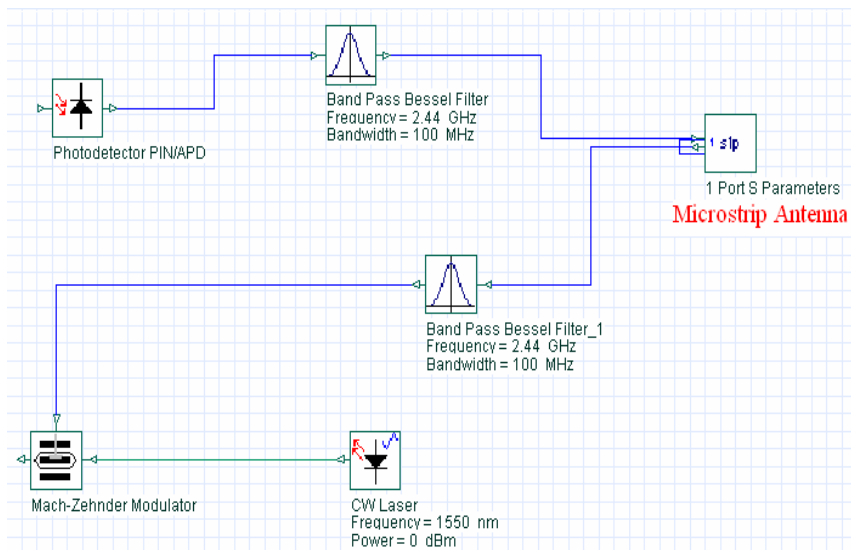 Band Pass Bessel Filter
Frequency = 2.44 GHz
Bandwidth = 100 MHz
Photodetector PIN/APD
1 .s1p
1 Port S Parameters
Microstrip Antenna
Band Pass Bessel Filter_1
Frequency = 2.44 GHz
Bandwidth = 100 MHz
Mach-Zehnder Modulator
CW Laser
Frequency = 1550 nm
Power = 0 dBm